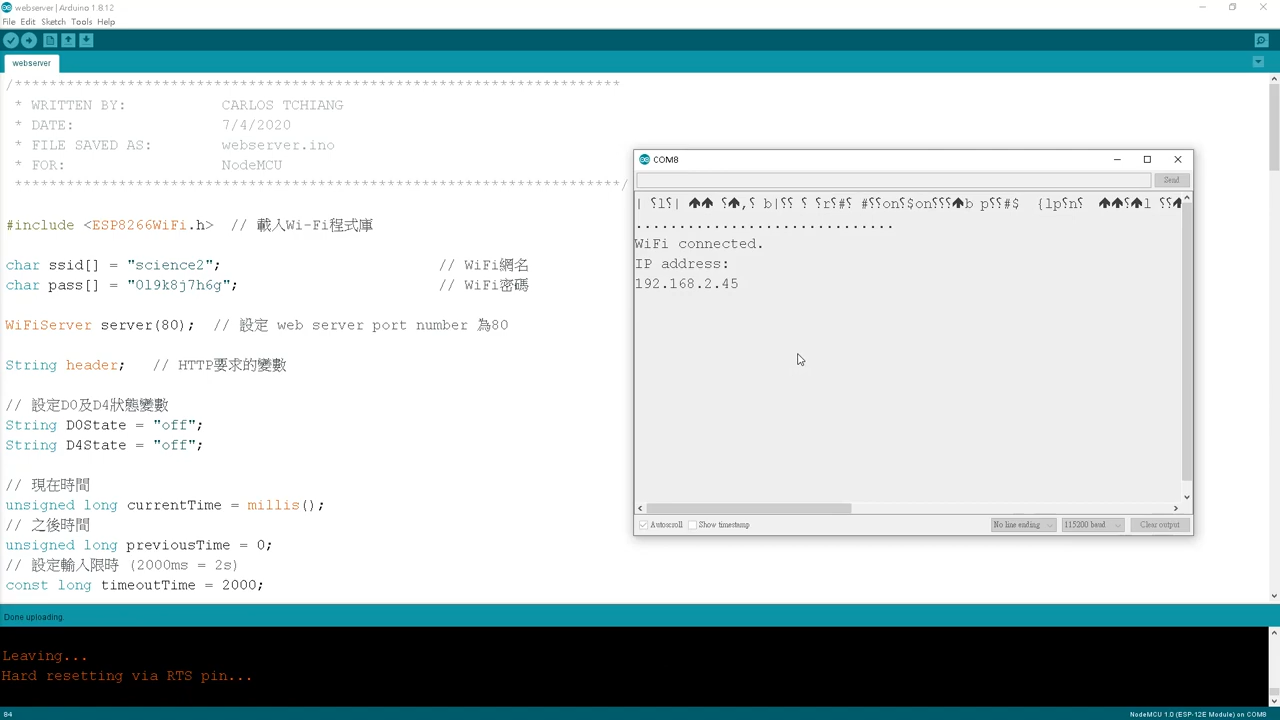 webserver | Arduino 1.8.12
File Edit Sketch Tools Help
webserver
/**********************************************************************
* WRITTEN BY: CARLOS TCHIANG
* DATE: 7/4/2020
* FILE SAVED AS: webserver.ino
* FOR: NodeMCU
**********************************************************************/
#include <ESP8266WiFi.h> // 載入Wi-Fi程式庫
char ssid[] = "science2"; // WiFi網名
char pass[] = "0l9k8j7h6g"; // WiFi密碼
WiFiServer server(80); // 設定 web server port number 為80
String header; // HTTP要求的變數
// 設定D0及D4狀態變數
String D0State = "off";
String D4State = "off";
// 現在時間
unsigned long currentTime = millis();
// 之後時間
unsigned long previousTime = 0;
// 設定輸入限時 (2000ms = 2s)
const long timeoutTime = 2000;
COM8
Send
..............................
WiFi connected.
IP address:
192.168.2.45
Autoscroll Show timestamp No line ending 115200 baud Clear output
Done uploading.
Leaving...
Hard resetting via RTS pin...
84 NodeMCU 1.0 (ESP-12E Module) on COM8